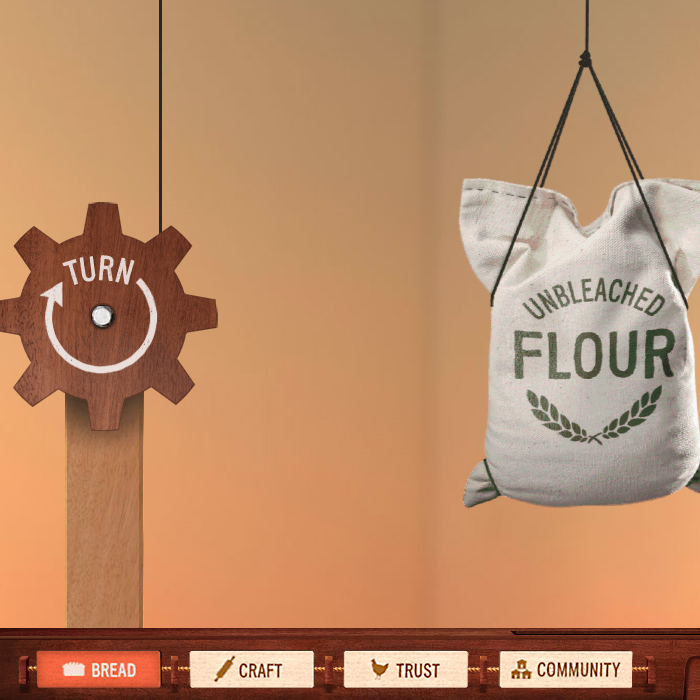 TURN
UNBLEACHED
FLOUR
BREAD
CRAFT
TRUST
COMMUNITY